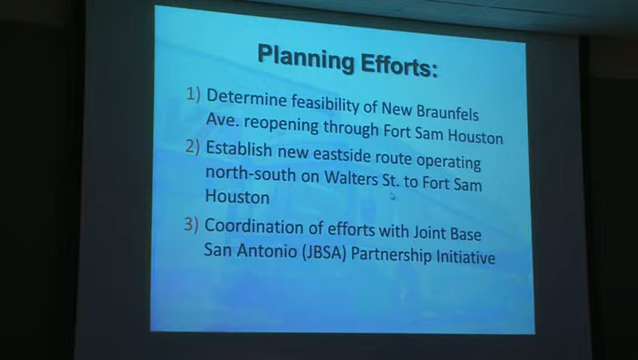 Planning Efforts:
1) Determine feasibility of New Braunfels
Ave. reopening through Fort Sam Houston
2) Establish new eastside route operating
north-south on Walters St. to Fort Sam
Houston
3) Coordination of efforts with Joint Base
San Antonio (JBSA) Partnership Initiative